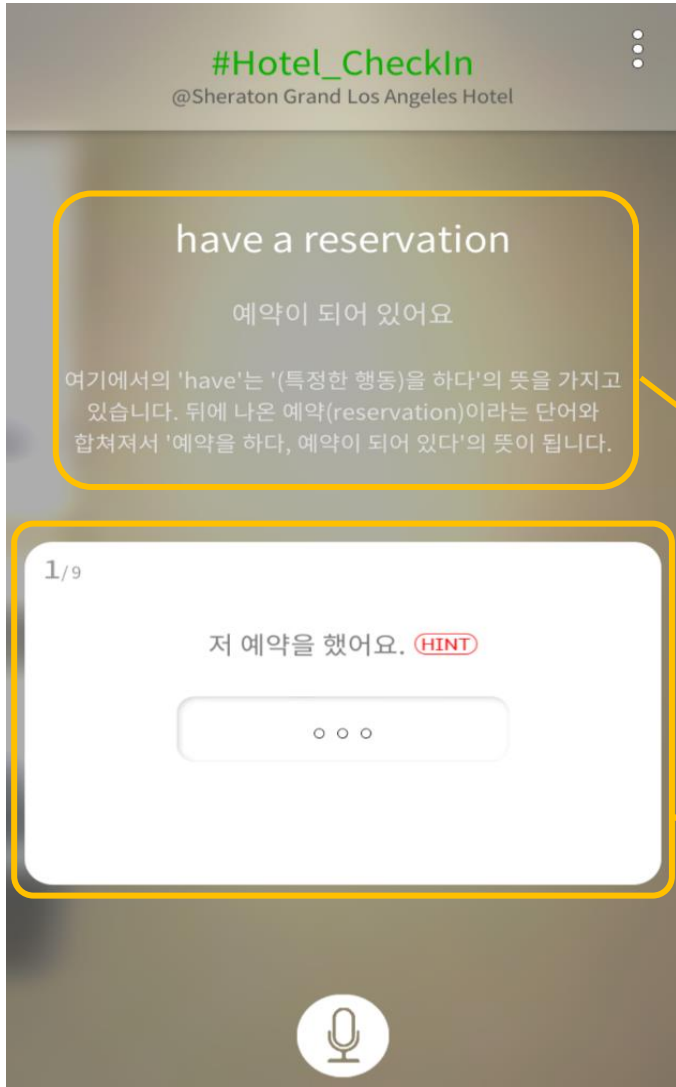 #Hotel_CheckIn
@Sheraton Grand Los Angeles Hotel
have a reservation
예약이 되어 있어요
여기에서의 'have'는 '(특정한 행동)을 하다'의 뜻을 가지고
있습니다. 뒤에 나온 예약(reservation)이라는 단어와
합쳐져서 '예약을 하다, 예약이 되어 있다'의 뜻이 됩니다.
1/9
저 예약을 했어요. HINT